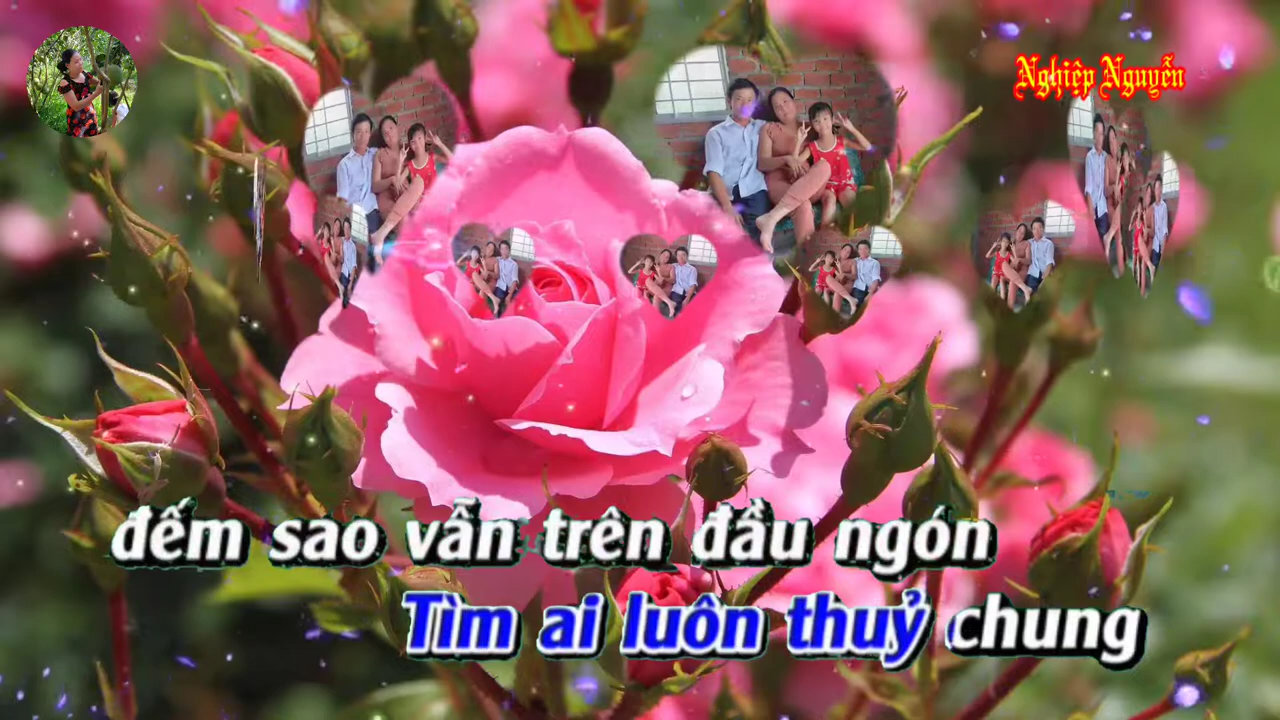 Nghiệp Nguyễn
đếm sao vẫn trên đầu ngón
Tìm ai luôn thuỷ chung